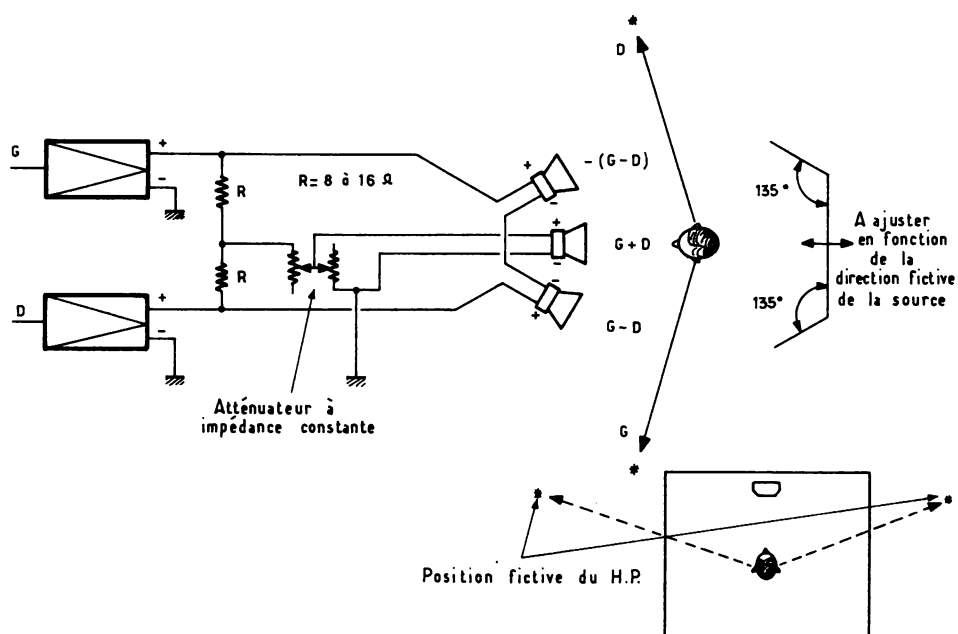 *
D
G
+
-
R
R = 8 à 16 Ω
+
- (G-D)
-
135°
+
G + D
-
A ajuster
en fonction
de la
direction fictive
de la source
R
D
+
-
-
+
G - D
135°
Atténuateur à
impédance constante
G
*
*
*
Position fictive du H.P.